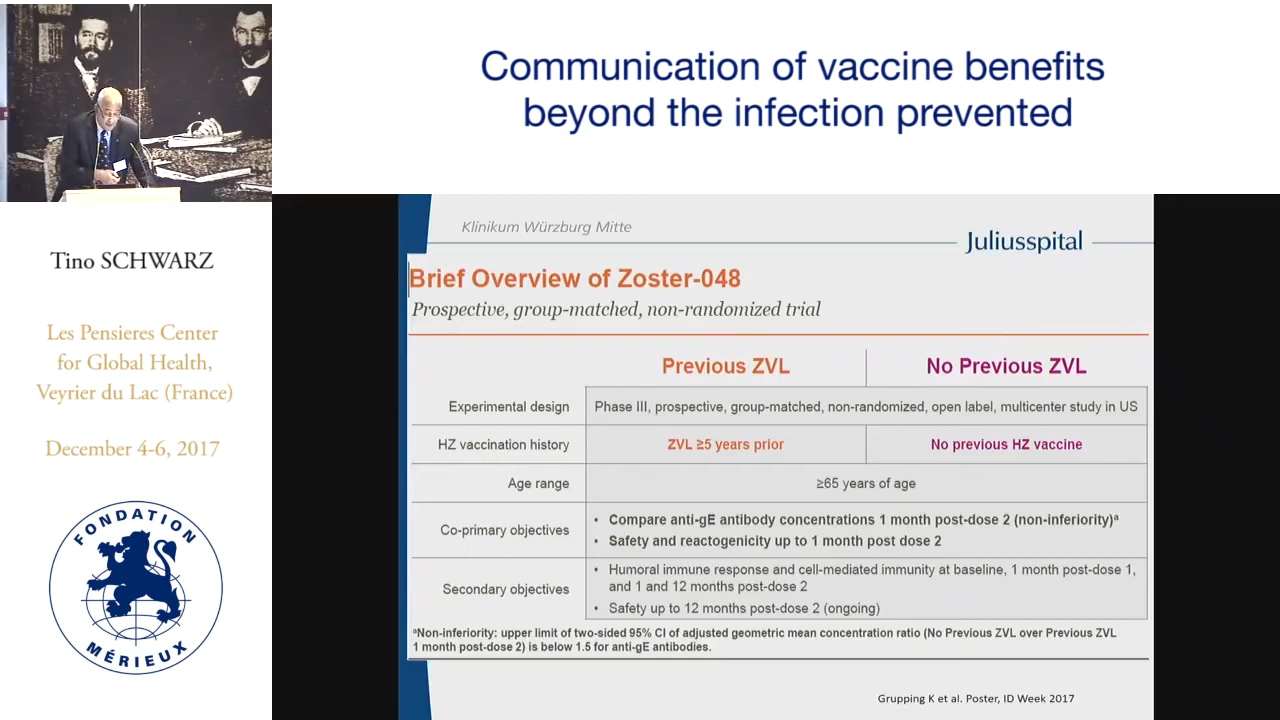 Communication of vaccine benefits
beyond the infection prevented
Tino SCHWARZ
Les Pensieres Center
for Global Health,
Veyrier du Lac (France)
December 4-6, 2017
FONDATION
MÉRIEUX
Klinikum Würzburg Mitte
Juliusspital
Brief Overview of Zoster-048
Prospective, group-matched, non-randomized trial
Previous ZVL
No Previous ZVL
Experimental design
Phase III, prospective, group-matched, non-randomized, open label, multicenter study in US
HZ vaccination history
ZVL ≥5 years prior
No previous HZ vaccine
Age range
≥65 years of age
Co-primary objectives
• Compare anti-gE antibody concentrations 1 month post-dose 2 (non-inferiority)ᵃ
• Safety and reactogenicity up to 1 month post dose 2
Secondary objectives
• Humoral immune response and cell-mediated immunity at baseline, 1 month post-dose 1,
and 1 and 12 months post-dose 2
• Safety up to 12 months post-dose 2 (ongoing)
ᵃNon-inferiority: upper limit of two-sided 95% CI of adjusted geometric mean concentration ratio (No Previous ZVL over Previous ZVL
1 month post-dose 2) is below 1.5 for anti-gE antibodies.
Grupping K et al. Poster, ID Week 2017